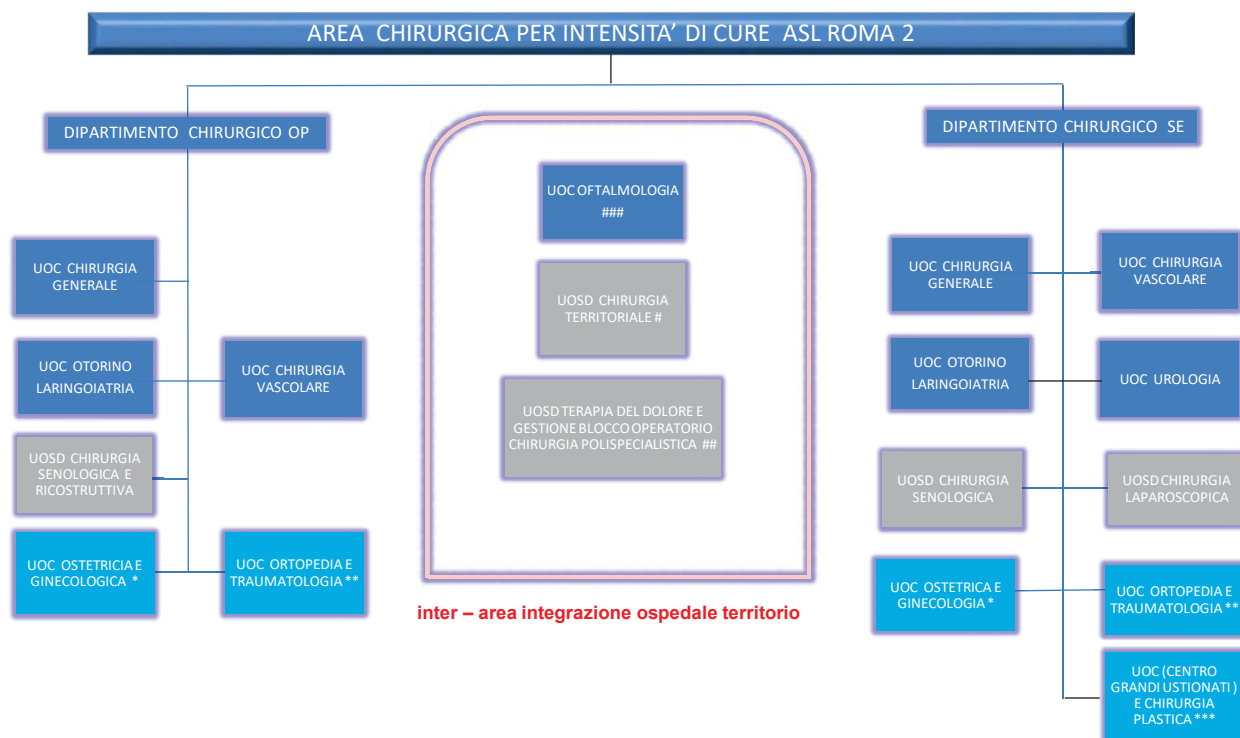 AREA CHIRURGICA PER INTENSITA’ DI CURE ASL ROMA 2
DIPARTIMENTO CHIRURGICO OP
UOC CHIRURGIA
GENERALE
UOC OTORINO
LARINGOIATRIA
UOC CHIRURGIA
VASCOLARE
UOSD CHIRURGIA
SENOLOGICA E
RICOSTRUTTIVA
UOC OSTETRICIA E
GINECOLOGICA *
UOC ORTOPEDIA E
TRAUMATOLOGIA **
UOC OFTALMOLOGIA
###
UOSD CHIRURGIA
TERRITORIALE #
UOSD TERAPIA DEL DOLORE E
GESTIONE BLOCCO OPERATORIO
CHIRURGIA POLISPECIALISTICA ##
inter – area integrazione ospedale territorio
DIPARTIMENTO CHIRURGICO SE
UOC CHIRURGIA
GENERALE
UOC CHIRURGIA
VASCOLARE
UOC OTORINO
LARINGOIATRIA
UOC UROLOGIA
UOSD CHIRURGIA
SENOLOGICA
UOSD CHIRURGIA
LAPAROSCOPICA
UOC OSTETRICA E
GINECOLOGIA *
UOC ORTOPEDIA E
TRAUMATOLOGIA **
UOC (CENTRO
GRANDI USTIONATI )
E CHIRURGIA
PLASTICA ***